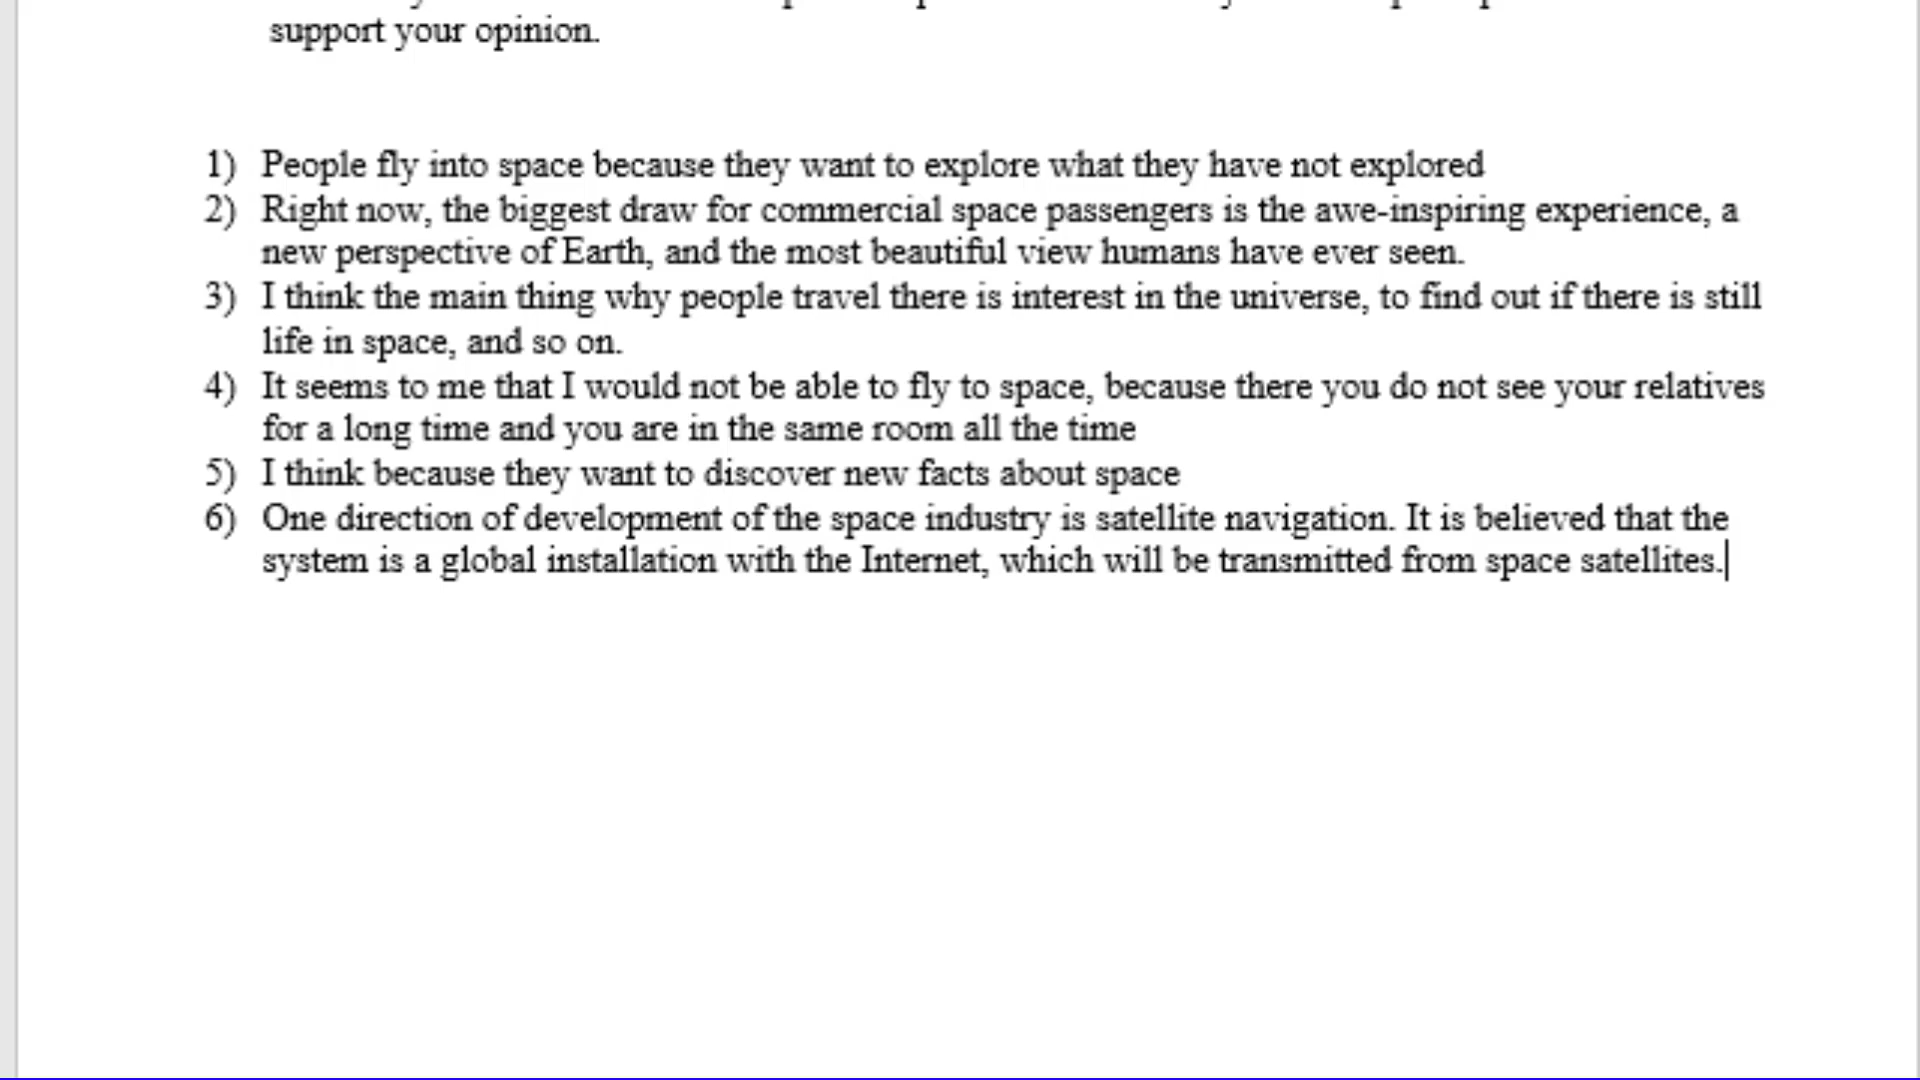 support your opinion.
1) People fly into space because they want to explore what they have not explored
2) Right now, the biggest draw for commercial space passengers is the awe-inspiring experience, a
new perspective of Earth, and the most beautiful view humans have ever seen.
3) I think the main thing why people travel there is interest in the universe, to find out if there is still
life in space, and so on.
4) It seems to me that I would not be able to fly to space, because there you do not see your relatives
for a long time and you are in the same room all the time
5) I think because they want to discover new facts about space
6) One direction of development of the space industry is satellite navigation. It is believed that the
system is a global installation with the Internet, which will be transmitted from space satellites.